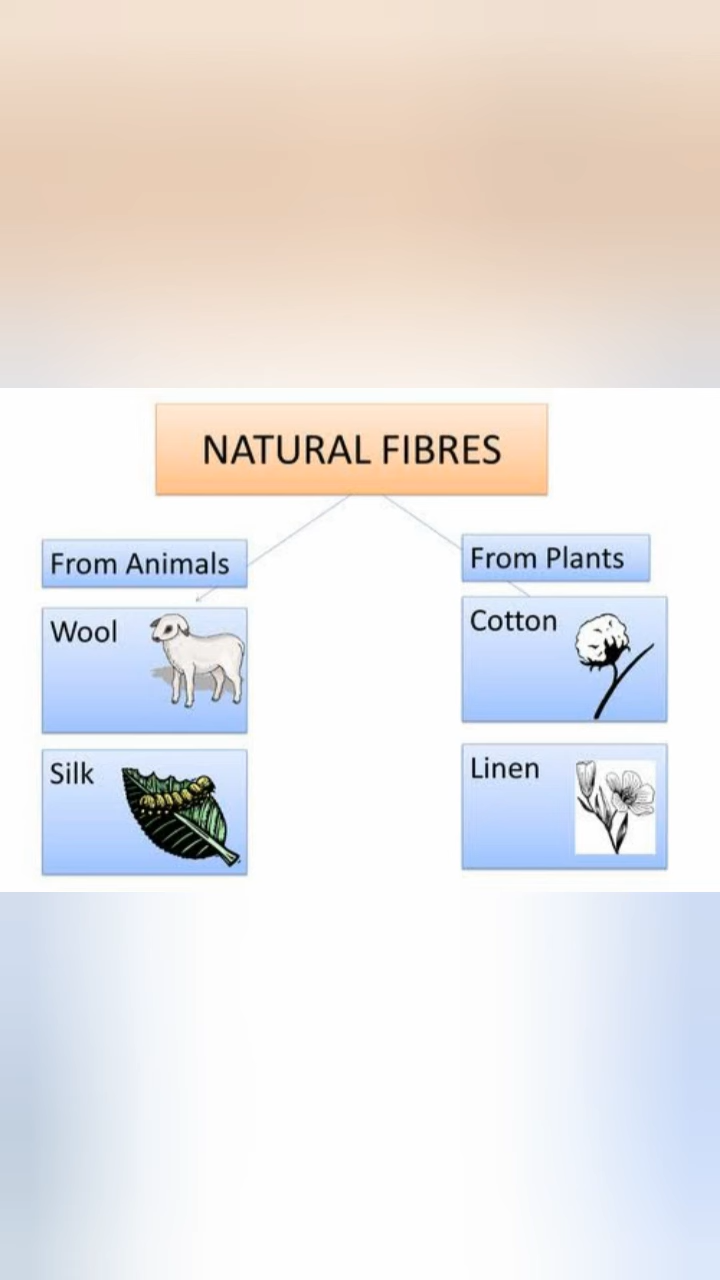 NATURAL FIBRES
From Animals
Wool
Silk
From Plants
Cotton
Linen